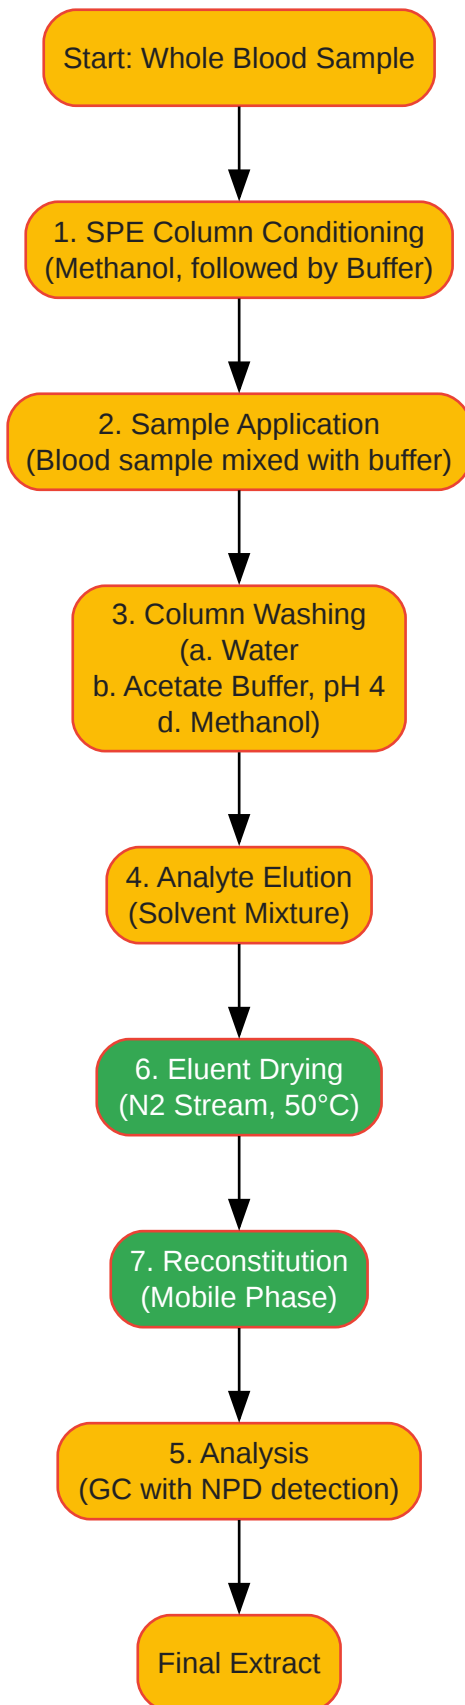 Start: Whole Blood Sample
1. SPE Column Conditioning
(Methanol, followed by Buffer)
2. Sample Application
(Blood sample mixed with buffer)
3. Column Washing
(a. Water
b. Acetate Buffer, pH 4
d. Methanol)
4. Analyte Elution
(Solvent Mixture)
6. Eluent Drying
(N2 Stream, 50°C)
7. Reconstitution
(Mobile Phase)
5. Analysis
(GC with NPD detection)
Final Extract